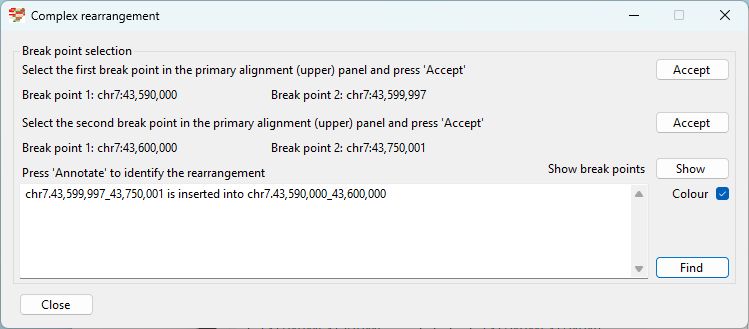 Complex rearrangement
Break point selection
Select the first break point in the primary alignment (upper) panel and press 'Accept'
Accept
Break point 1: chr7:43,590,000 Break point 2: chr7:43,599,997
Select the second break point in the primary alignment (upper) panel and press 'Accept'
Accept
Break point 1: chr7:43,600,000 Break point 2: chr7:43,750,001
Press 'Annotate' to identify the rearrangement
Show break points Show
chr7.43,599,997_43,750,001 is inserted into chr7.43,590,000_43,600,000
Colour
Find
Close